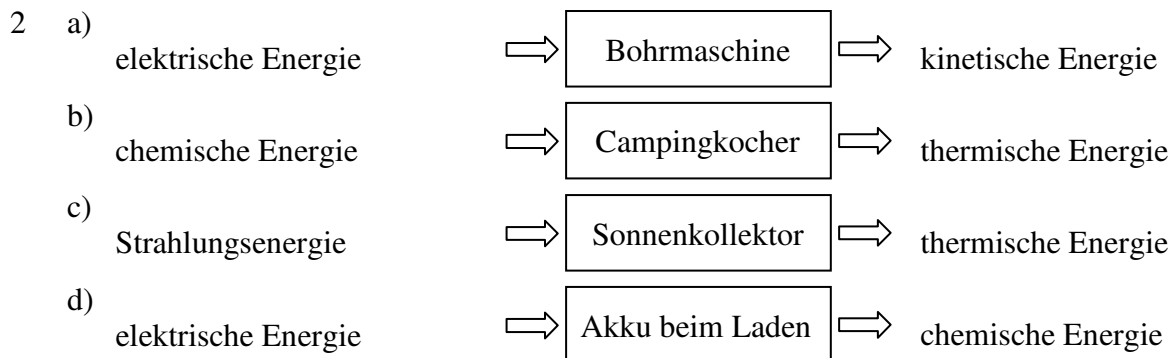 2 a)
elektrische Energie Bohrmaschine kinetische Energie
b)
chemische Energie Campingkocher thermische Energie
c)
Strahlungsenergie Sonnenkollektor thermische Energie
d)
elektrische Energie Akku beim Laden chemische Energie